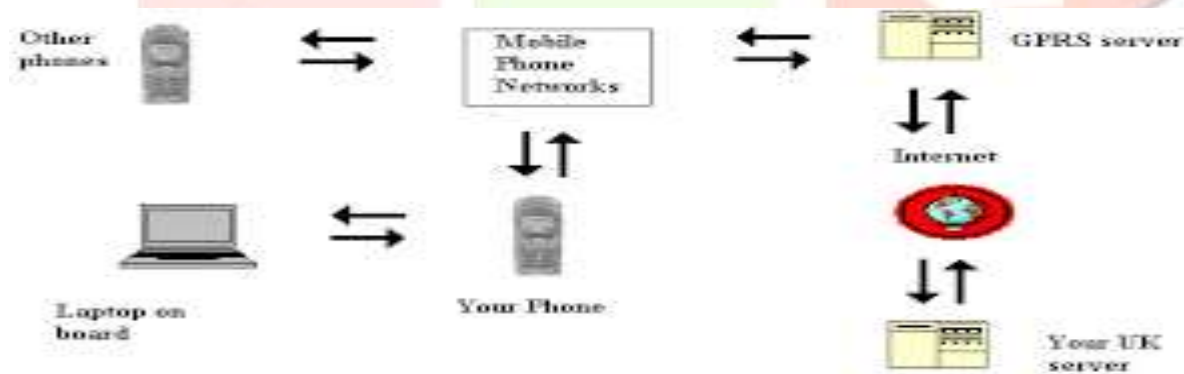 Other
phones
Mobile
Phone
Networks
GPRS server
Internet
Laptop on
board
Your Phone
Your UK
server